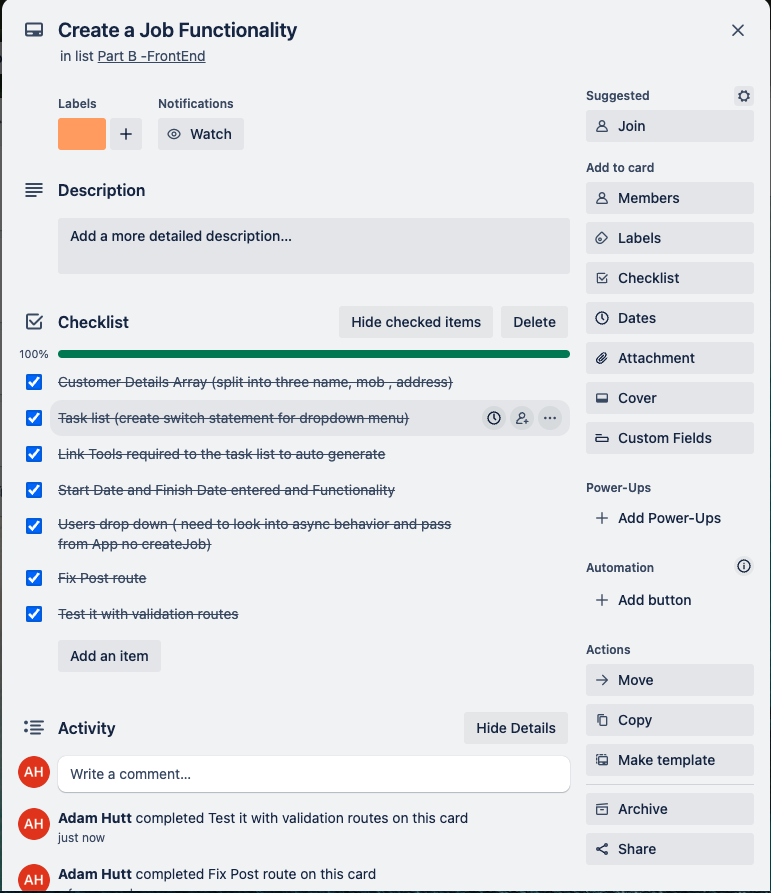 Create a Job Functionality
in list Part B -FrontEnd
Labels
Notifications
Watch
Description
Add a more detailed description...
Checklist
Hide checked items
Delete
100%
Customer Details Array (split into three name, mob , address)
Task list (create switch statement for dropdown menu)
Link Tools required to the task list to auto generate
Start Date and Finish Date entered and Functionality
Users drop down ( need to look into async behavior and pass
from App no createJob)
Fix Post route
Test it with validation routes
Add an item
Activity
Hide Details
AH
Write a comment...
AH
Adam Hutt completed Test it with validation routes on this card
just now
AH
Adam Hutt completed Fix Post route on this card
Suggested
Join
Add to card
Members
Labels
Checklist
Dates
Attachment
Cover
Custom Fields
Power-Ups
Add Power-Ups
Automation
Add button
Actions
Move
Copy
Make template
Archive
Share